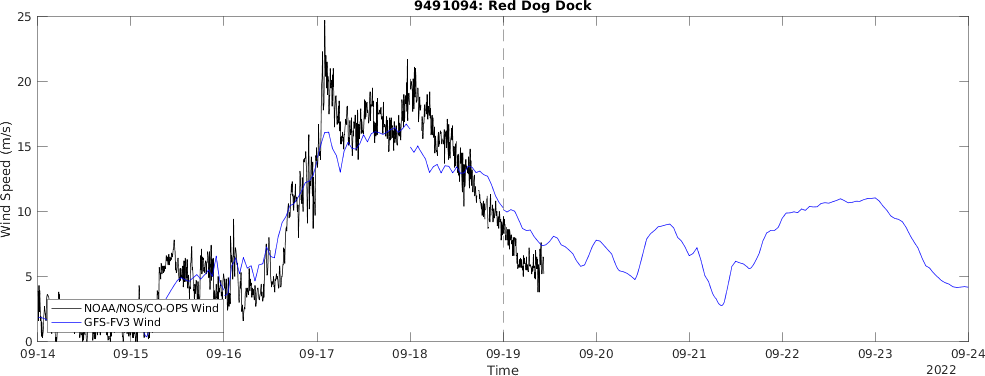 9491094: Red Dog Dock
Wind Speed (m/s)
25
20
15
10
5
0
NOAA/NOS/CO-OPS Wind
GFS-FV3 Wind
09-14 09-15 09-16 09-17 09-18 09-19 09-20 09-21 09-22 09-23 09-24
Time
2022